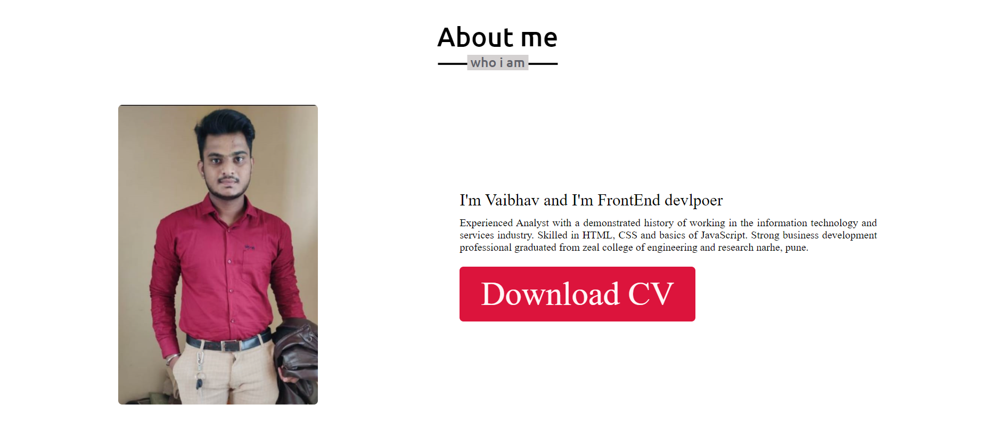 About me
who i am
I'm Vaibhav and I'm FrontEnd devlpoer
Experienced Analyst with a demonstrated history of working in the information technology and
services industry. Skilled in HTML, CSS and basics of JavaScript. Strong business development
professional graduated from zeal college of engineering and research narhe, pune.
Download CV